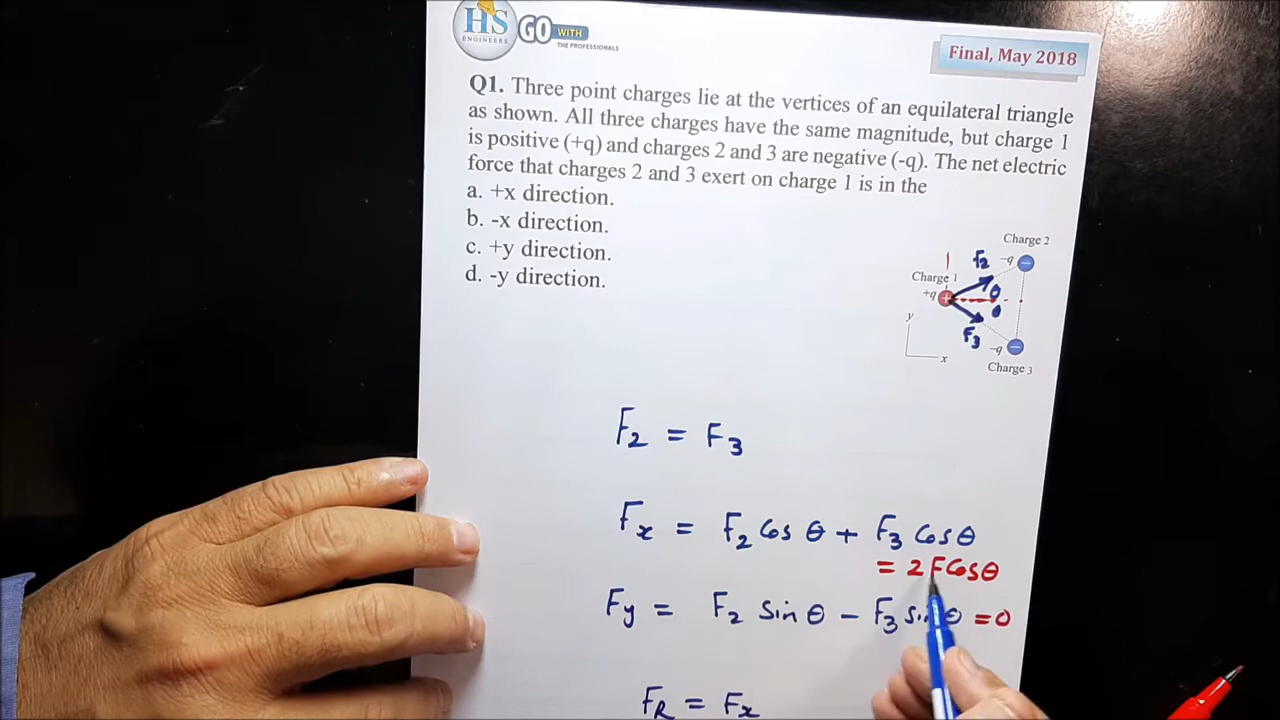 HS
ENGINEERS
GO WITH
THE PROFESSIONALS
Final, May 2018
Q1. Three point charges lie at the vertices of an equilateral triangle
as shown. All three charges have the same magnitude, but charge 1
is positive (+q) and charges 2 and 3 are negative (-q). The net electric
force that charges 2 and 3 exert on charge 1 is in the
a. +x direction.
b. -x direction.
c. +y direction.
d. -y direction.
Charge 2
F2 -q −
Charge 1
+q + θ
θ
y F3 -q −
x
Charge 3
F2 = F3
Fx = F2 Cos θ + F3 Cos θ
= 2 F Cos θ
Fy = F2 Sin θ − F3 Sin θ = 0
FR = Fx